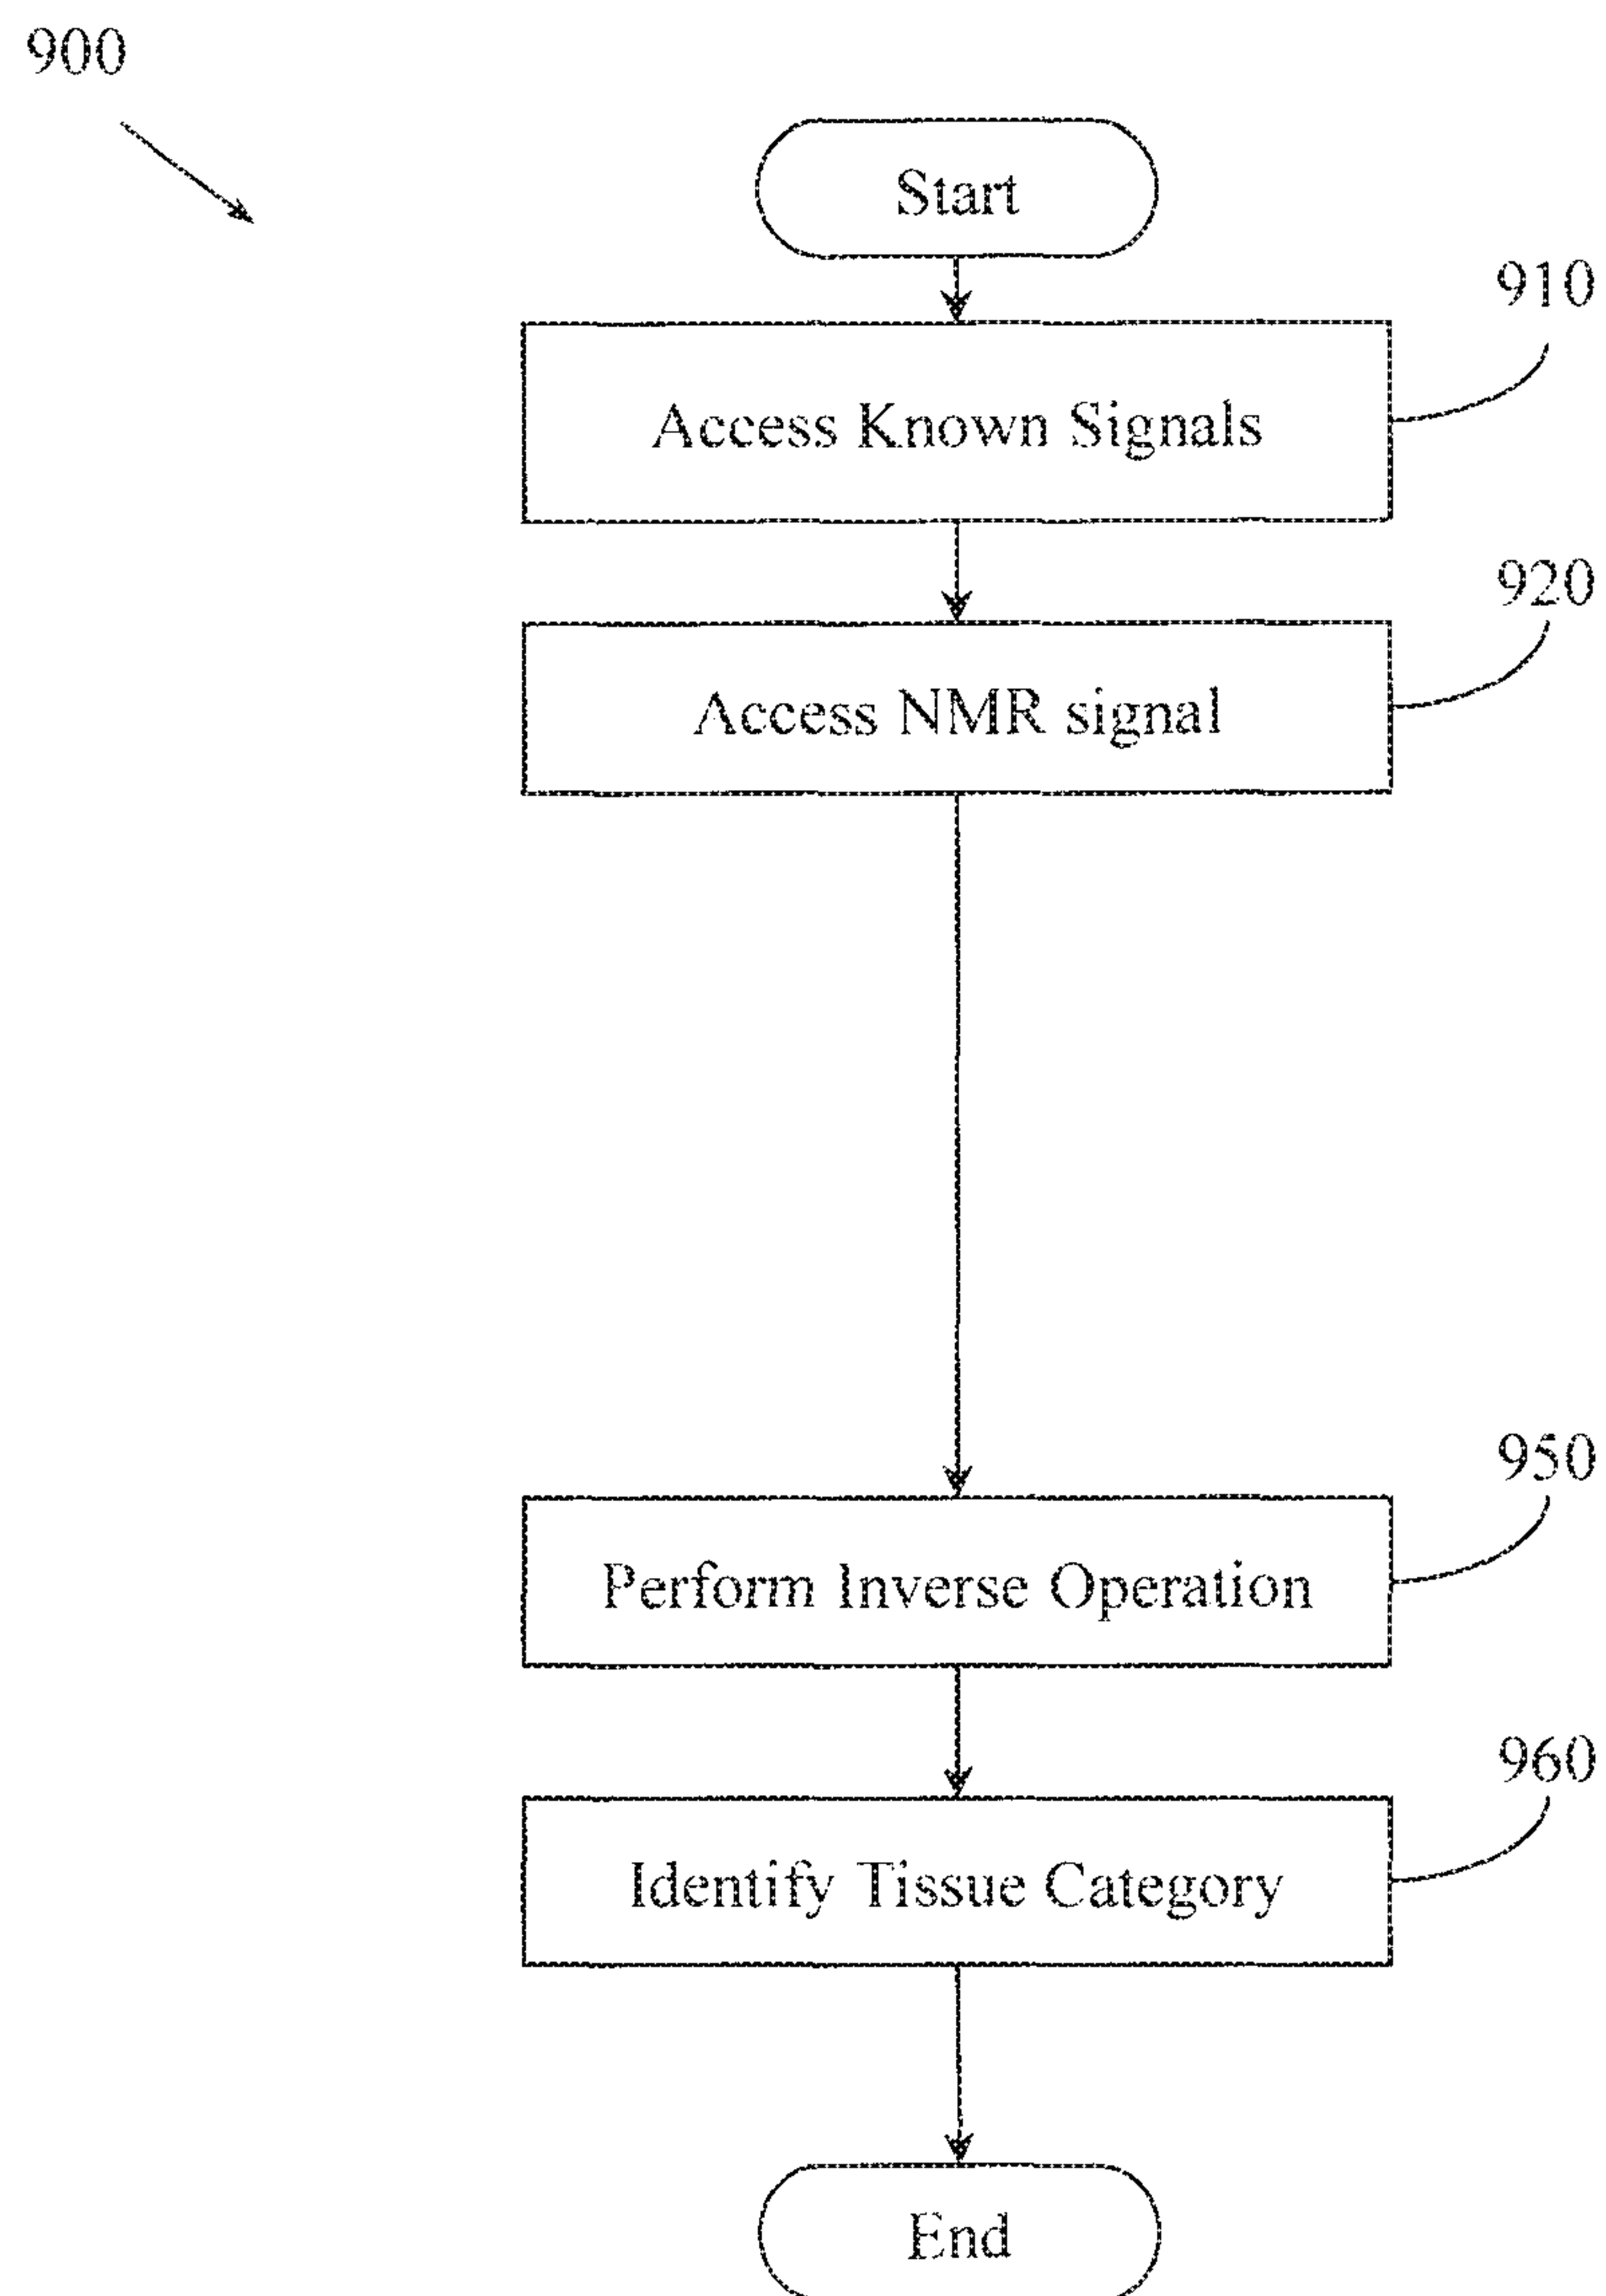 900
Start
910
Access Known Signals
920
Access NMR signal
950
Perform Inverse Operation
960
Identify Tissue Category
End